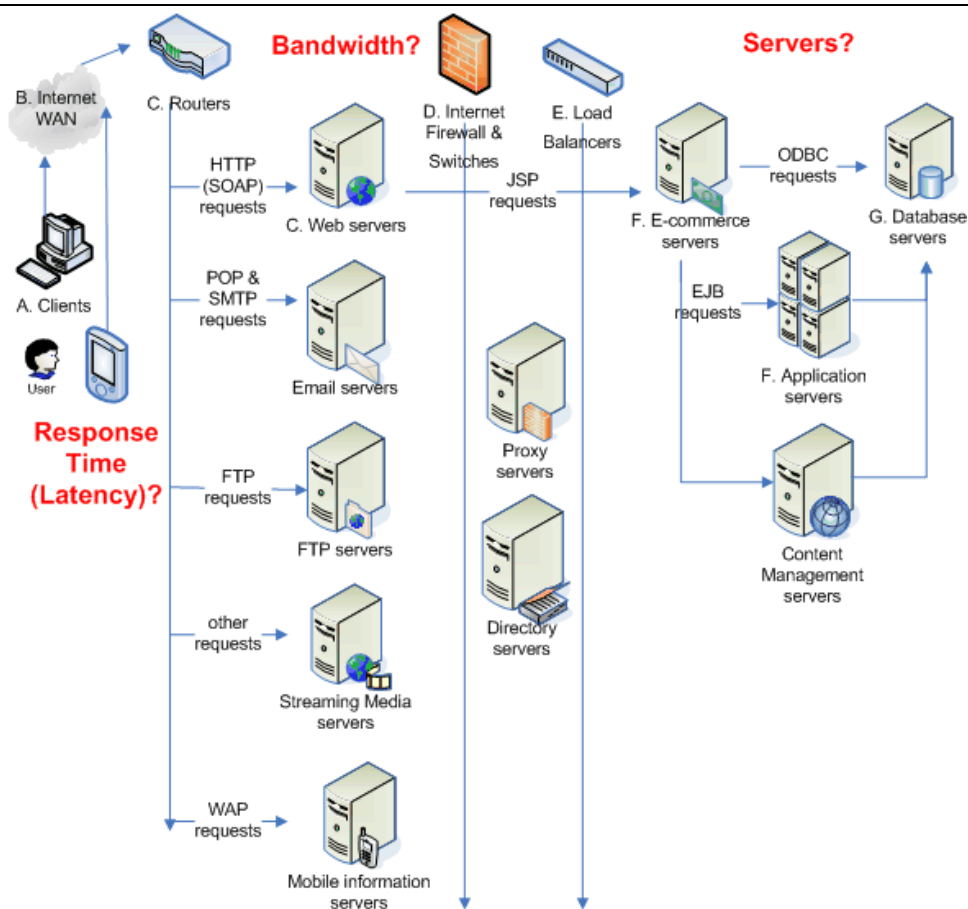 Bandwidth?
Servers?
B. Internet
WAN
C. Routers
D. Internet
Firewall &
Switches
E. Load
Balancers
HTTP
(SOAP)
requests
C. Web servers
JSP
requests
F. E-commerce
servers
ODBC
requests
G. Database
servers
A. Clients
User
POP &
SMTP
requests
Email servers
EJB
requests
F. Application
servers
Response
Time
(Latency)?
Proxy
servers
FTP
requests
FTP servers
Content
Management
servers
Directory
servers
other
requests
Streaming Media
servers
WAP
requests
Mobile information
servers